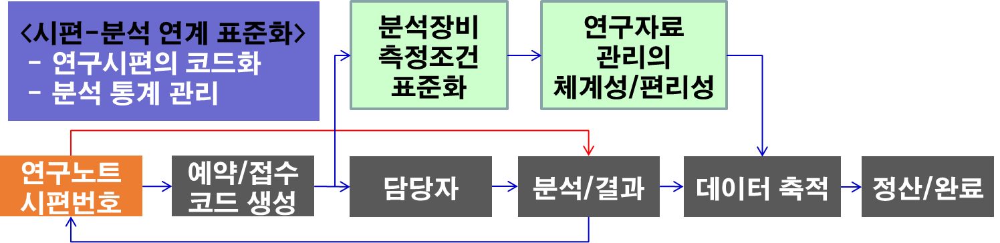 <시편-분석 연계 표준화>
- 연구시편의 코드화
- 분석 통계 관리
분석장비
측정조건
표준화
연구자료
관리의
체계성/편리성
연구노트
시편번호
예약/접수
코드 생성
담당자
분석/결과
데이터 축적
정산/완료